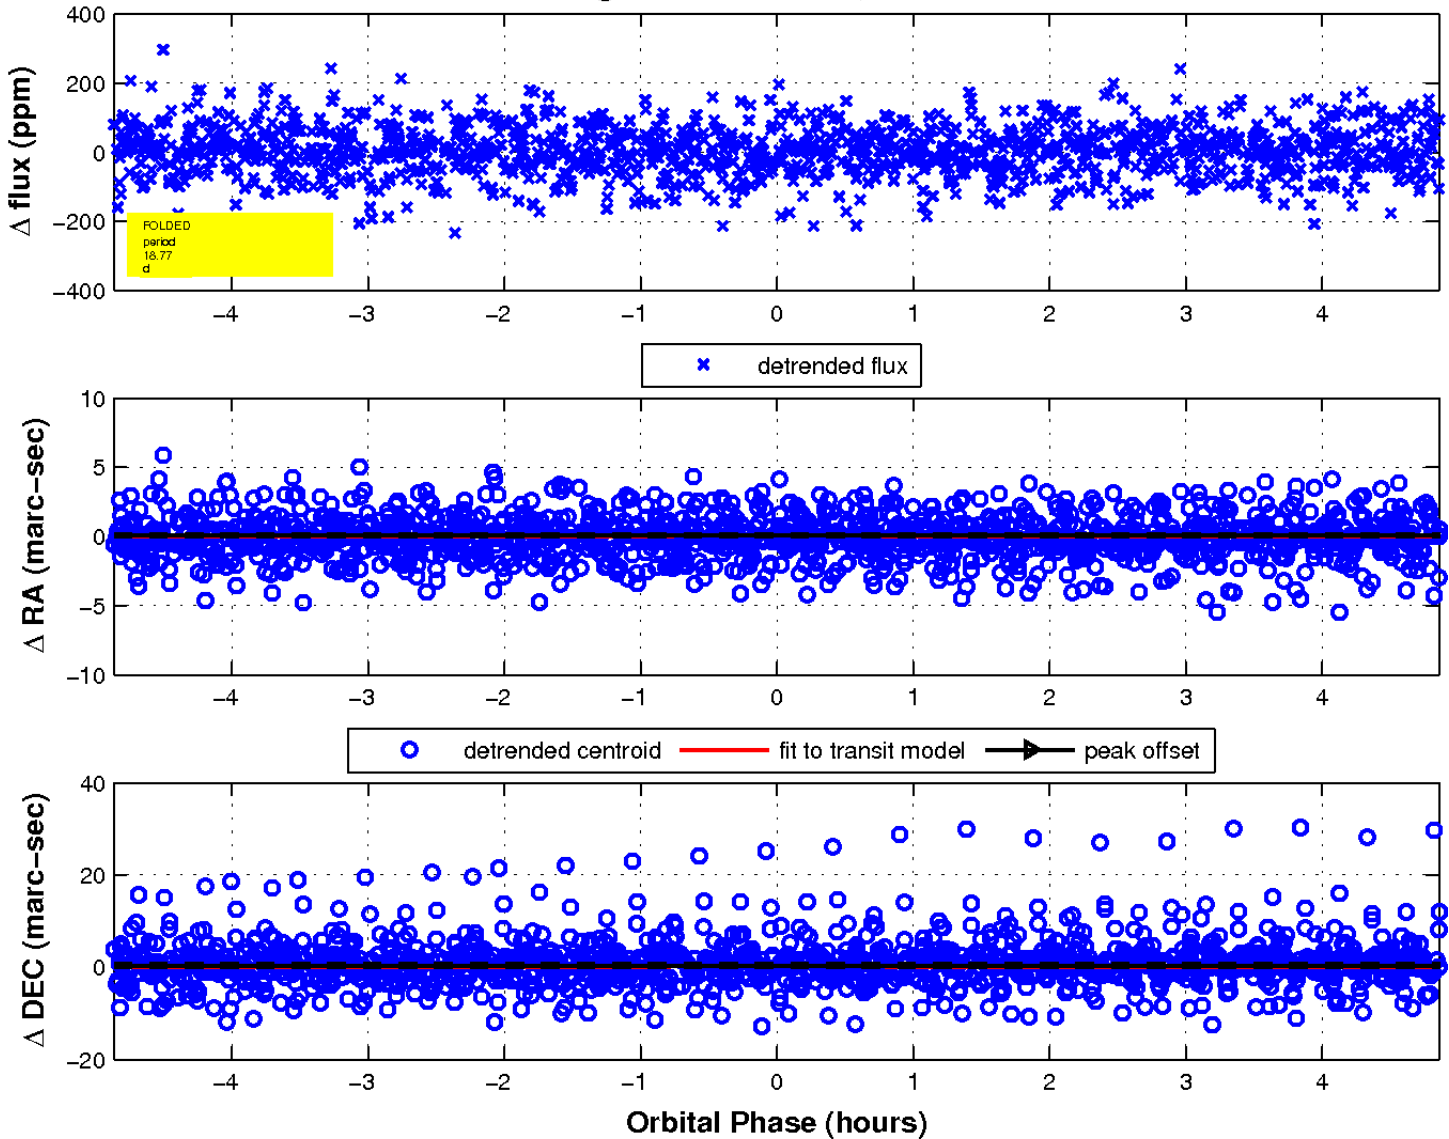 400
200
0
−200
−400
Δ flux (ppm)
FOLDED
period
18.77
d
−4 −3 −2 −1 0 1 2 3 4
detrended flux
10
5
0
−5
−10
Δ RA (marc−sec)
−4 −3 −2 −1 0 1 2 3 4
detrended centroid fit to transit model peak offset
40
20
0
−20
Δ DEC (marc−sec)
−4 −3 −2 −1 0 1 2 3 4
Orbital Phase (hours)